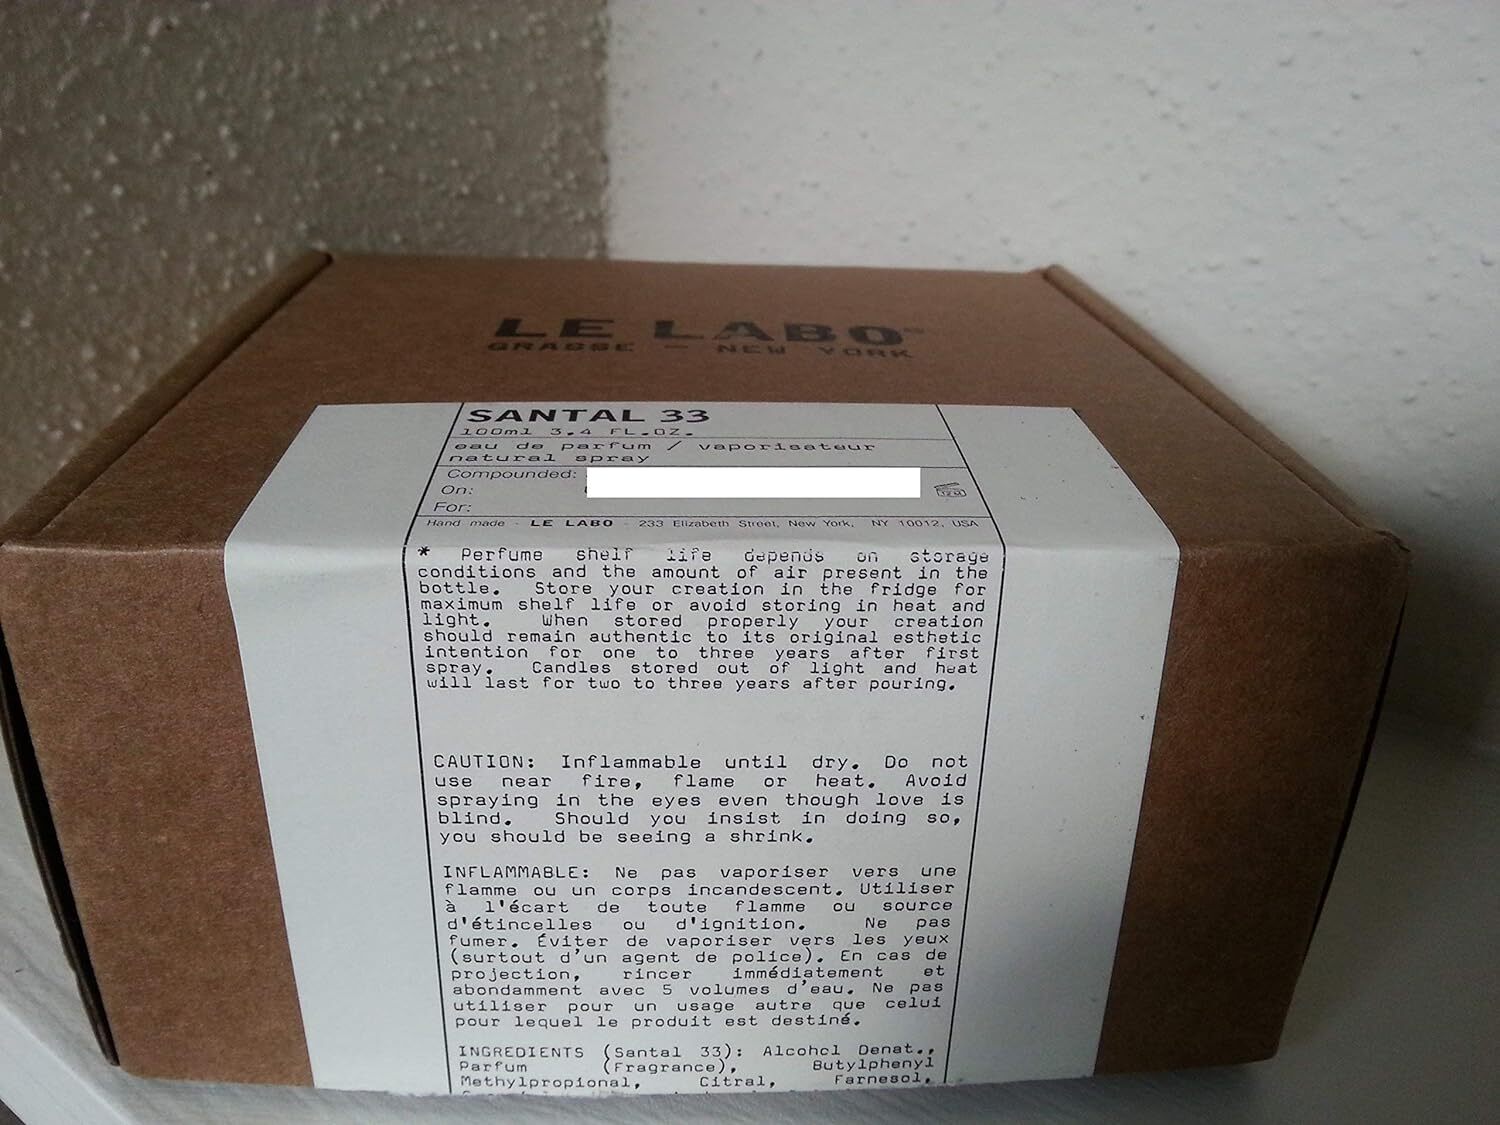 LE LABO
GRASSE - NEW YORK
SANTAL 33
100ml 3.4 FL.OZ.
eau de parfum / vaporisateur
natural spray
Compounded:
On:
12 M
For:
Hand made - LE LABO - 233 Elizabeth Street, New York, NY 10012, USA
* Perfume shelf life depends on storage
conditions and the amount of air present in the
bottle. Store your creation in the fridge for
maximum shelf life or avoid storing in heat and
light. When stored properly your creation
should remain authentic to its original esthetic
intention for one to three years after first
spray. Candles stored out of light and heat
will last for two to three years after pouring.
CAUTION: Inflammable until dry. Do not
use near fire, flame or heat. Avoid
spraying in the eyes even though love is
blind. Should you insist in doing so,
you should be seeing a shrink.
INFLAMMABLE: Ne pas vaporiser vers une
flamme ou un corps incandescent. Utiliser
à l'écart de toute flamme ou source
d'étincelles ou d'ignition. Ne pas
fumer. Éviter de vaporiser vers les yeux
(surtout d'un agent de police). En cas de
projection, rincer immédiatement et
abondamment avec 5 volumes d'eau. Ne pas
utiliser pour un usage autre que celui
pour lequel le produit est destiné.
INGREDIENTS (Santal 33): Alcohol Denat.,
Parfum (Fragrance), Butylphenyl
Methylpropional, Citral, Farnesol,